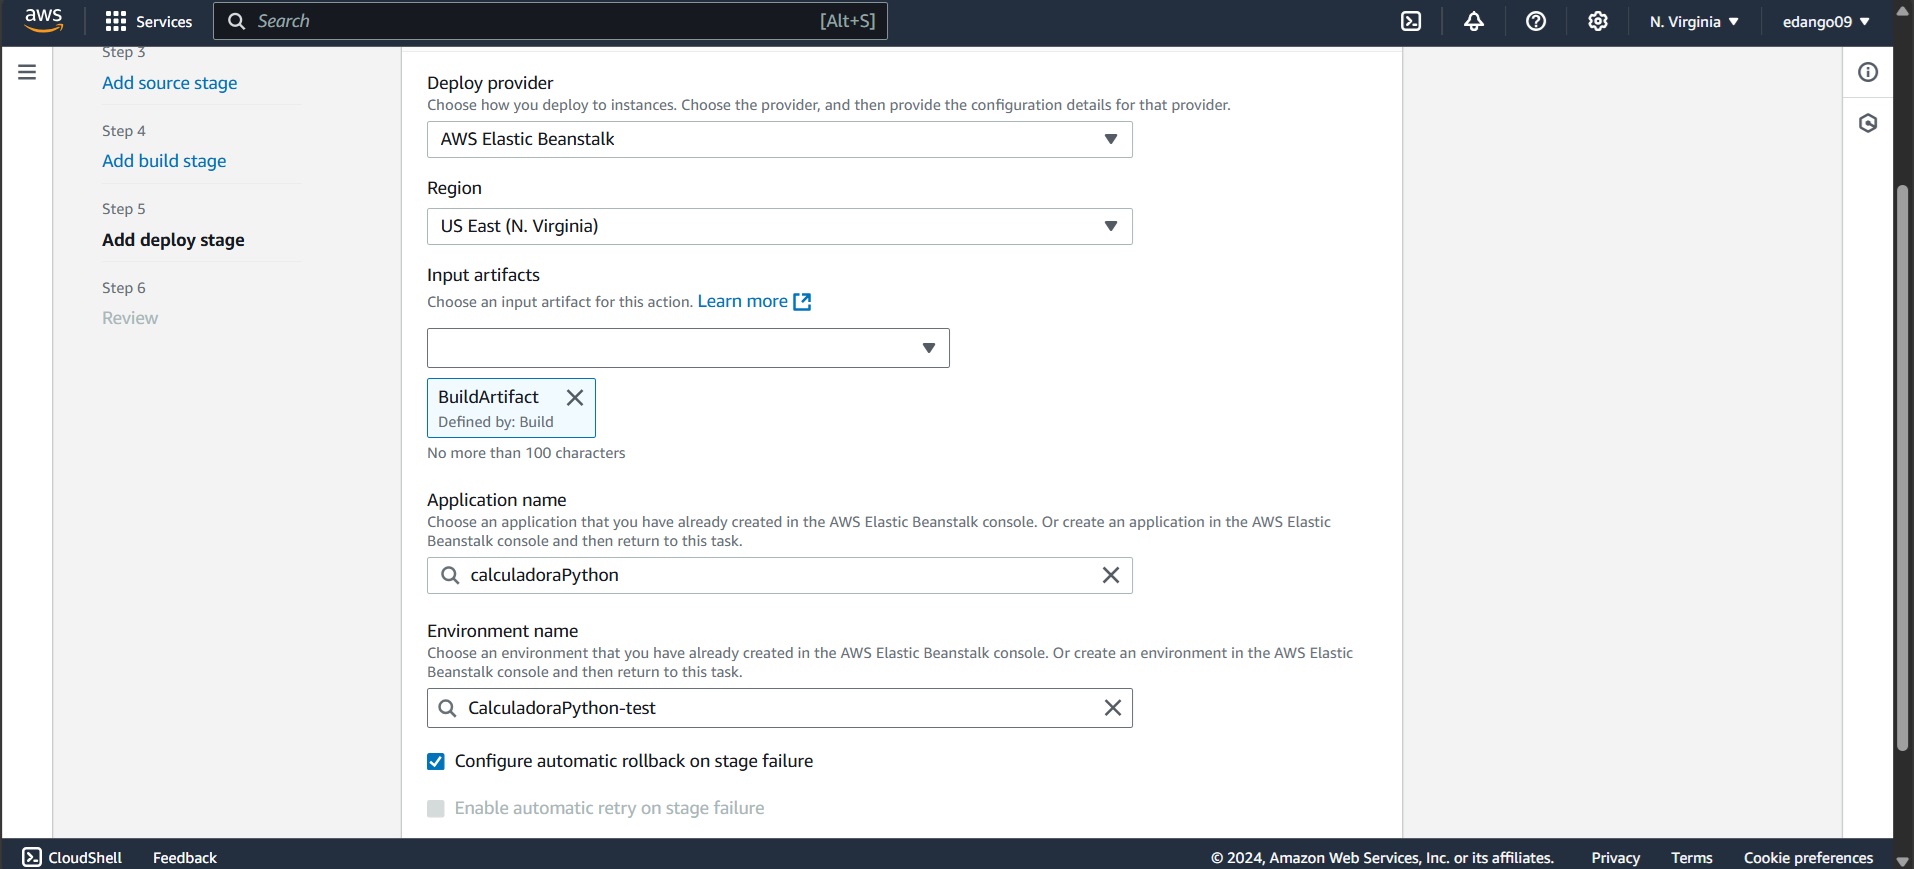 aws
Services
Search
[Alt+S]
N. Virginia
edango09
Step 3
Add source stage
Step 4
Add build stage
Step 5
Add deploy stage
Step 6
Review
Deploy provider
Choose how you deploy to instances. Choose the provider, and then provide the configuration details for that provider.
AWS Elastic Beanstalk
Region
US East (N. Virginia)
Input artifacts
Choose an input artifact for this action. Learn more
BuildArtifact
Defined by: Build
No more than 100 characters
Application name
Choose an application that you have already created in the AWS Elastic Beanstalk console. Or create an application in the AWS Elastic
Beanstalk console and then return to this task.
calculadoraPython
Environment name
Choose an environment that you have already created in the AWS Elastic Beanstalk console. Or create an environment in the AWS Elastic
Beanstalk console and then return to this task.
CalculadoraPython-test
Configure automatic rollback on stage failure
Enable automatic retry on stage failure
CloudShell
Feedback
© 2024, Amazon Web Services, Inc. or its affiliates.
Privacy
Terms
Cookie preferences